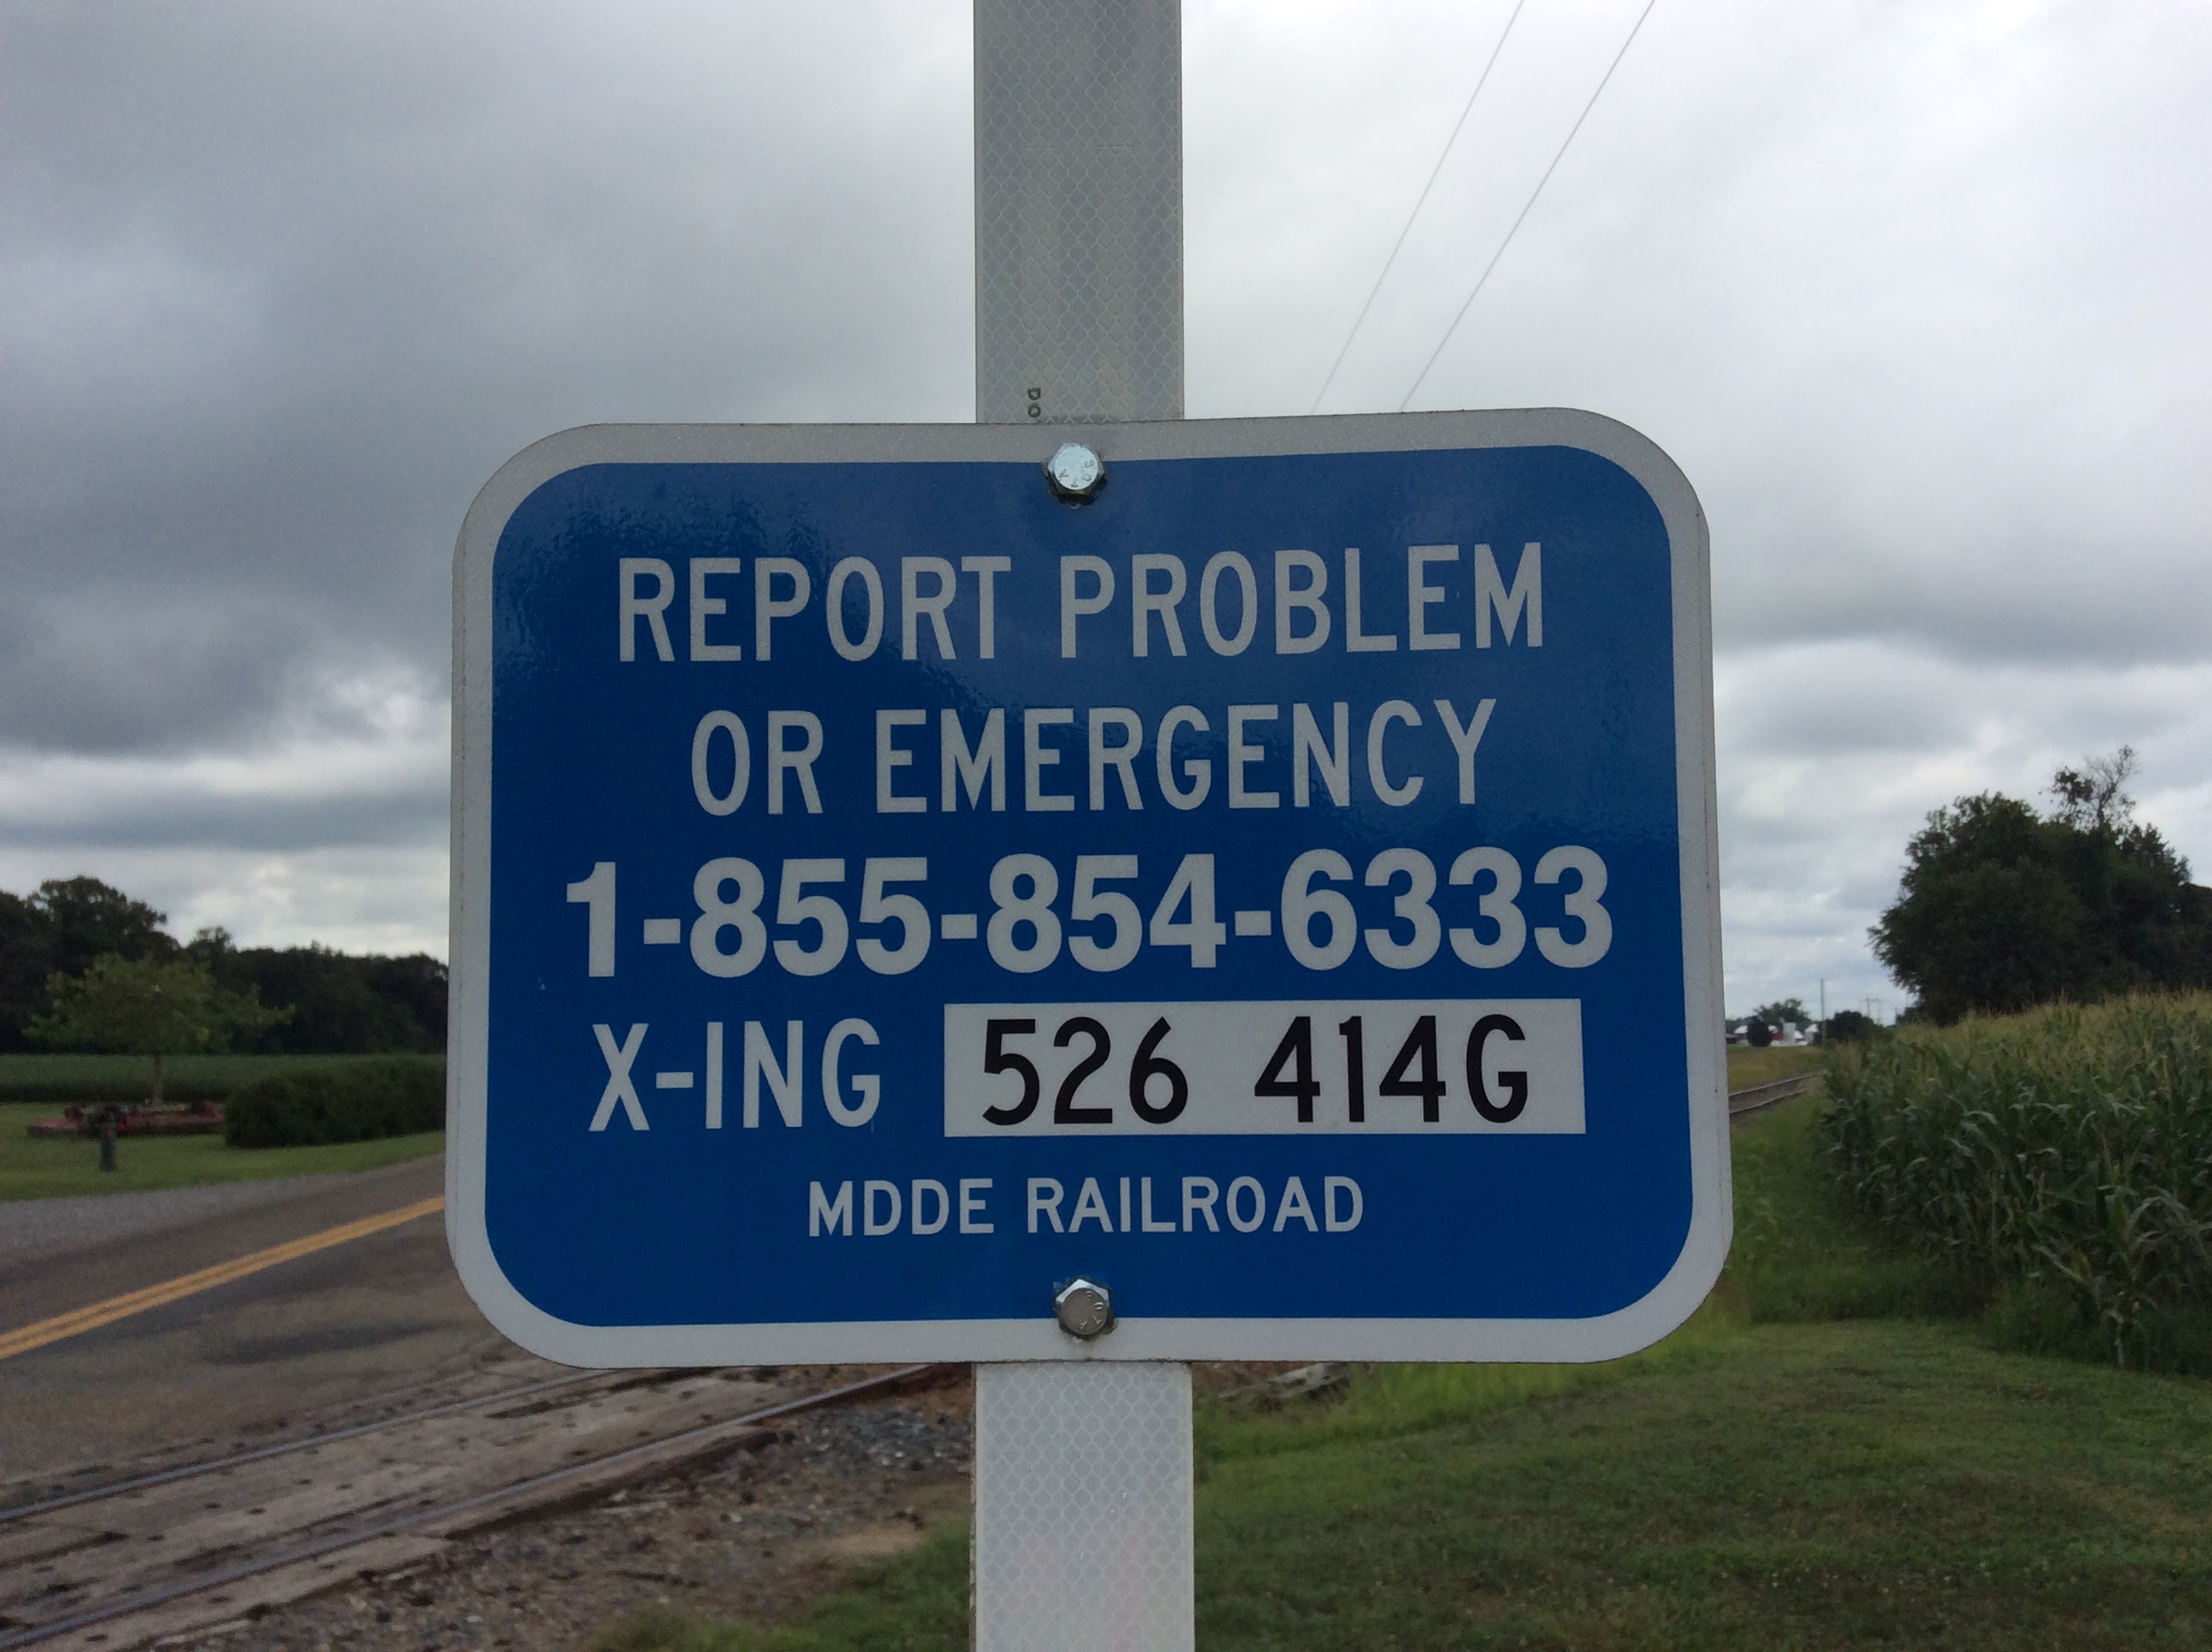 REPORT PROBLEM
OR EMERGENCY
1-855-854-6333
X-ING 526 414G
MDDE RAILROAD